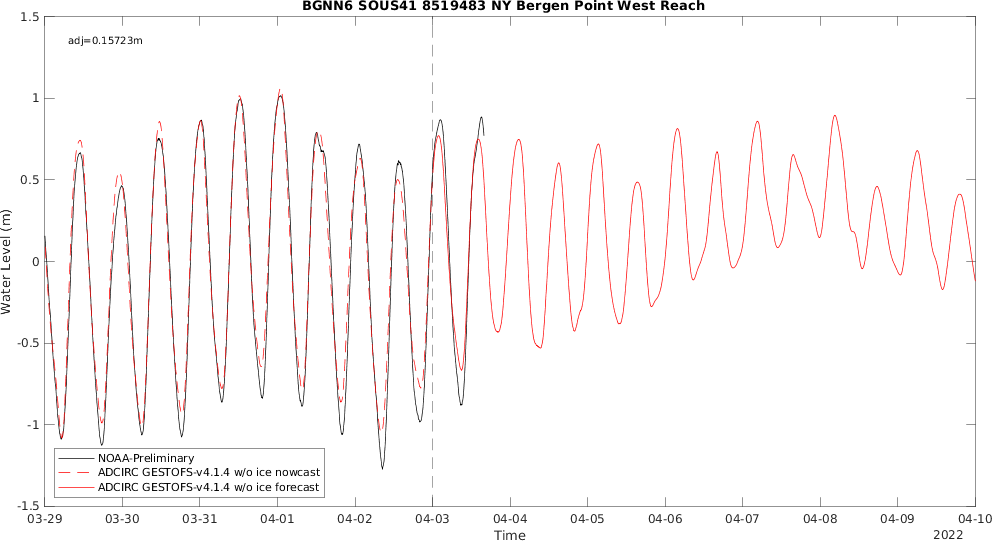 BGNN6 SOUS41 8519483 NY Bergen Point West Reach
adj=0.15723m
1.5
1
0.5
0
-0.5
-1
-1.5
Water Level (m)
NOAA-Preliminary
ADCIRC GESTOFS-v4.1.4 w/o ice nowcast
ADCIRC GESTOFS-v4.1.4 w/o ice forecast
03-29 03-30 03-31 04-01 04-02 04-03 04-04 04-05 04-06 04-07 04-08 04-09 04-10
Time
2022